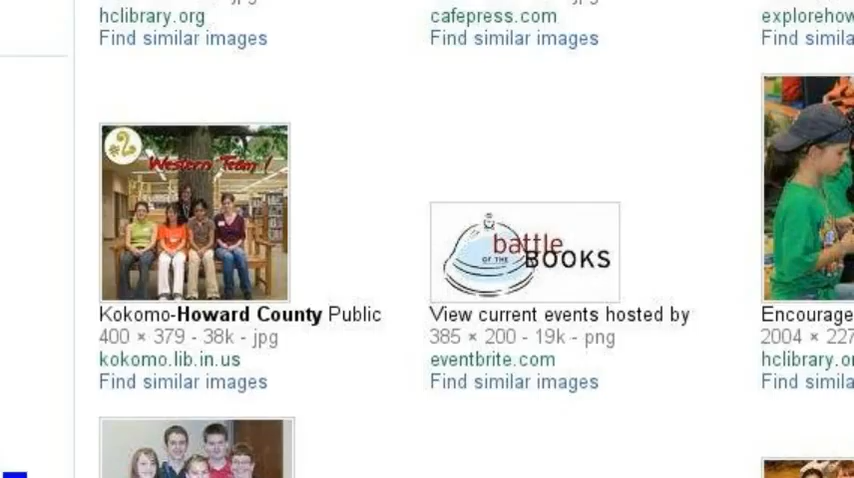 hclibrary.org
Find similar images
cafepress.com
Find similar images
explorehow
Find simila
#2
Western Team 1
Kokomo-Howard County Public
400 × 379 - 38k - jpg
kokomo.lib.in.us
Find similar images
battle
OF THE
BOOKS
View current events hosted by
385 × 200 - 19k - png
eventbrite.com
Find similar images
Encourage
2004 × 227
hclibrary.or
Find simila